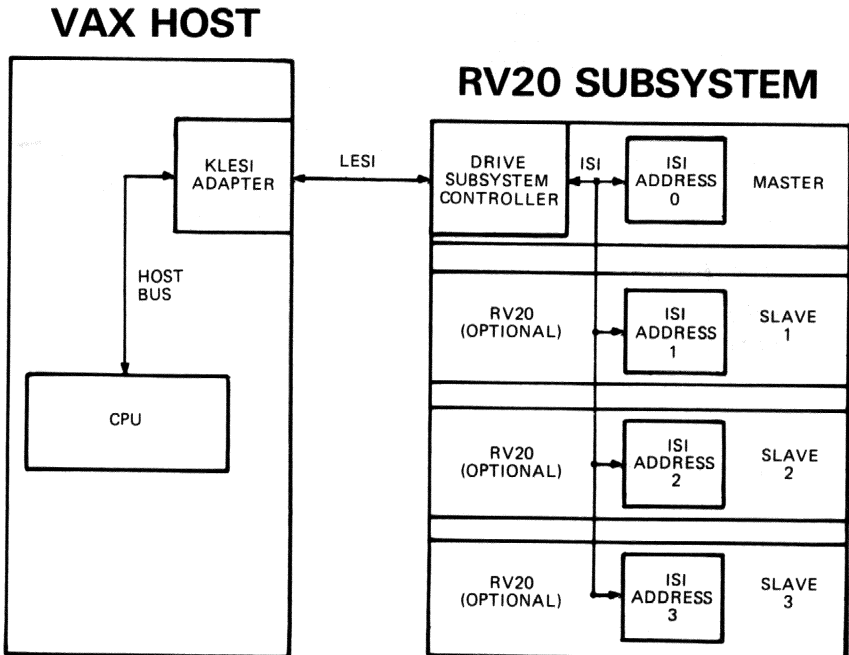 VAX HOST
RV20 SUBSYSTEM
KLESI
ADAPTER
LESI
HOST
BUS
CPU
DRIVE
SUBSYSTEM
CONTROLLER
ISI
ISI
ADDRESS
0
MASTER
RV20
(OPTIONAL)
ISI
ADDRESS
1
SLAVE
1
RV20
(OPTIONAL)
ISI
ADDRESS
2
SLAVE
2
RV20
(OPTIONAL)
ISI
ADDRESS
3
SLAVE
3